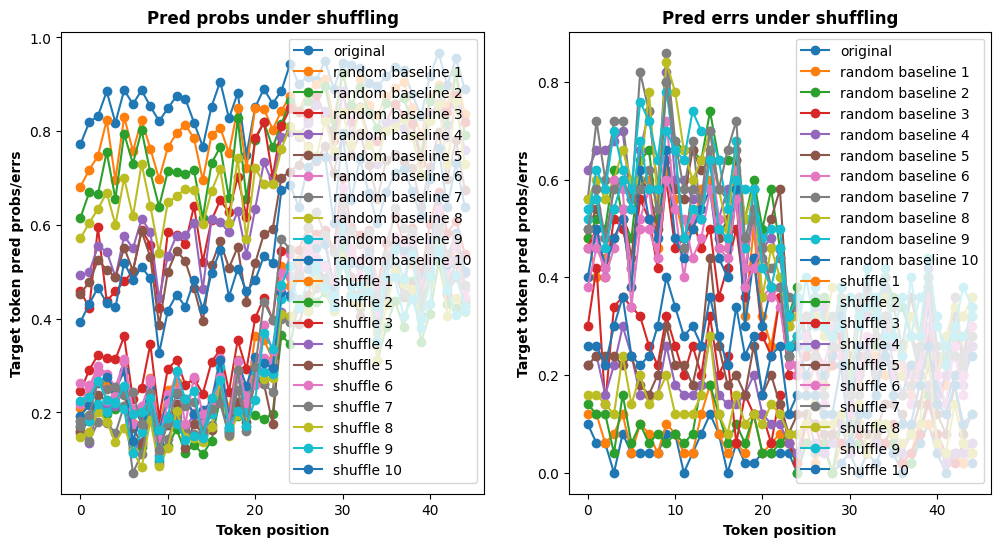 Pred probs under shuffling
Target token pred probs/errs
1.0
0.8
0.6
0.4
0.2
0
10
20
30
40
Token position
original
random baseline 1
random baseline 2
random baseline 3
random baseline 4
random baseline 5
random baseline 6
random baseline 7
random baseline 8
random baseline 9
random baseline 10
shuffle 1
shuffle 2
shuffle 3
shuffle 4
shuffle 5
shuffle 6
shuffle 7
shuffle 8
shuffle 9
shuffle 10
Pred errs under shuffling
Target token pred probs/errs
0.8
0.6
0.4
0.2
0.0
0
10
20
30
40
Token position
original
random baseline 1
random baseline 2
random baseline 3
random baseline 4
random baseline 5
random baseline 6
random baseline 7
random baseline 8
random baseline 9
random baseline 10
shuffle 1
shuffle 2
shuffle 3
shuffle 4
shuffle 5
shuffle 6
shuffle 7
shuffle 8
shuffle 9
shuffle 10